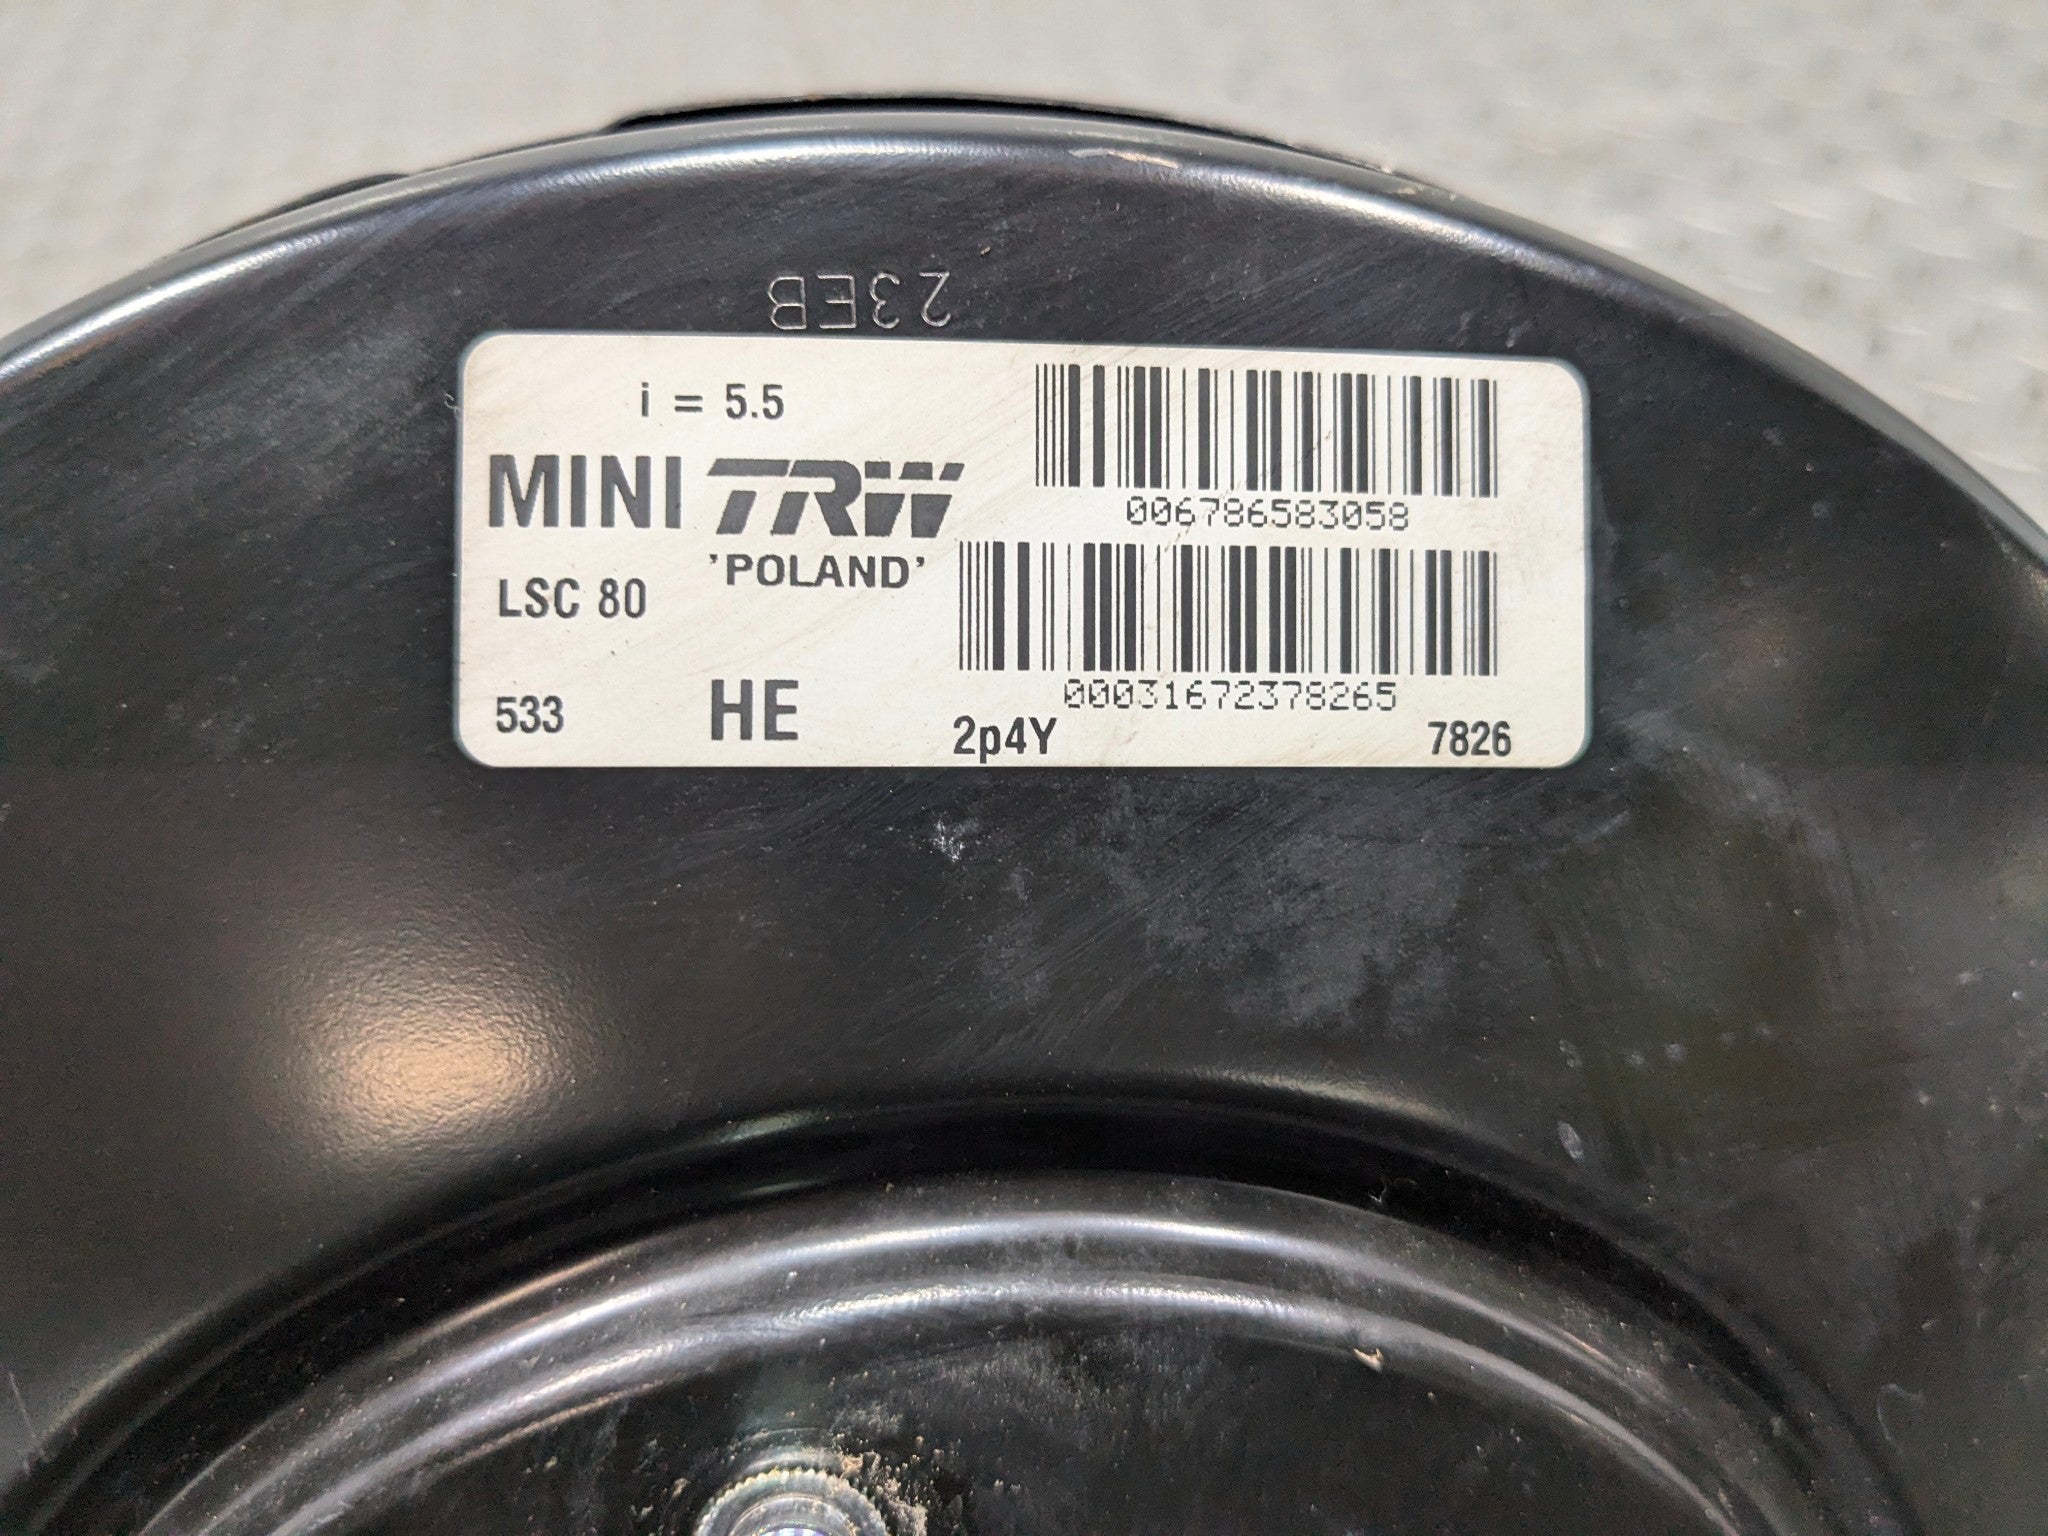 23EB
i = 5.5
MINI TRW
'POLAND'
LSC 80
533
HE
006786583058
00031672378265
2p4Y
7826